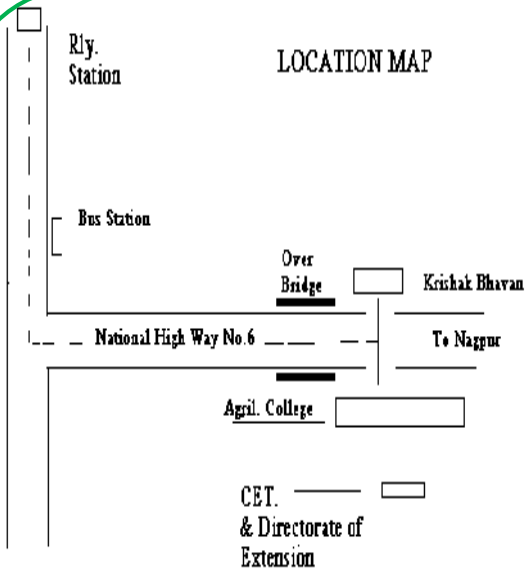 Rly.
Station
LOCATION MAP
Bus Station
Over
Bridge
Krishak Bhavan
National High Way No.6
To Nagpur
Agril. College
CET.
& Directorate of
Extension